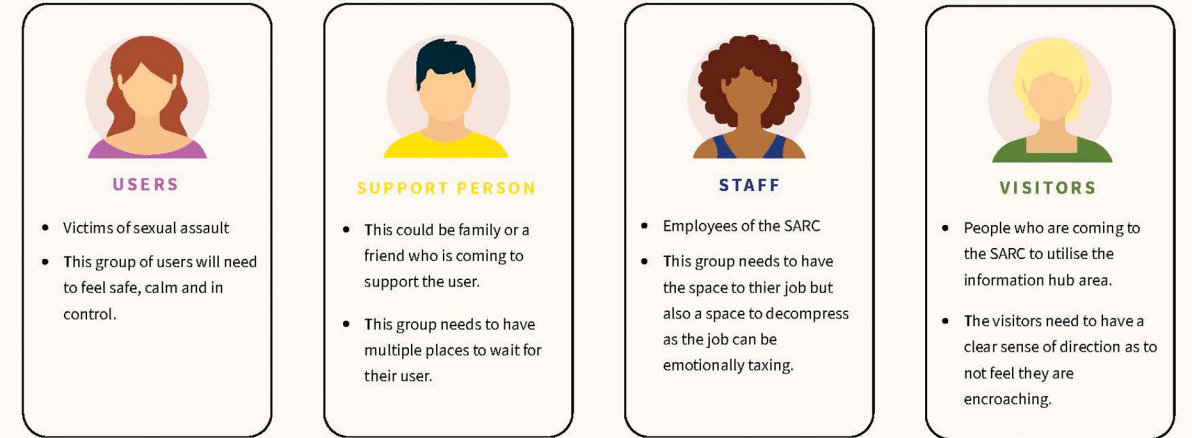 USERS
• Victims of sexual assault
• This group of users will need
to feel safe, calm and in
control.
SUPPORT PERSON
• This could be family or a
friend who is coming to
support the user.
• This group needs to have
multiple places to wait for
their user.
STAFF
• Employees of the SARC
• This group needs to have
the space to thier job but
also a space to decompress
as the job can be
emotionally taxing.
VISITORS
• People who are coming to
the SARC to utilise the
information hub area.
• The visitors need to have a
clear sense of direction as to
not feel they are
encroaching.